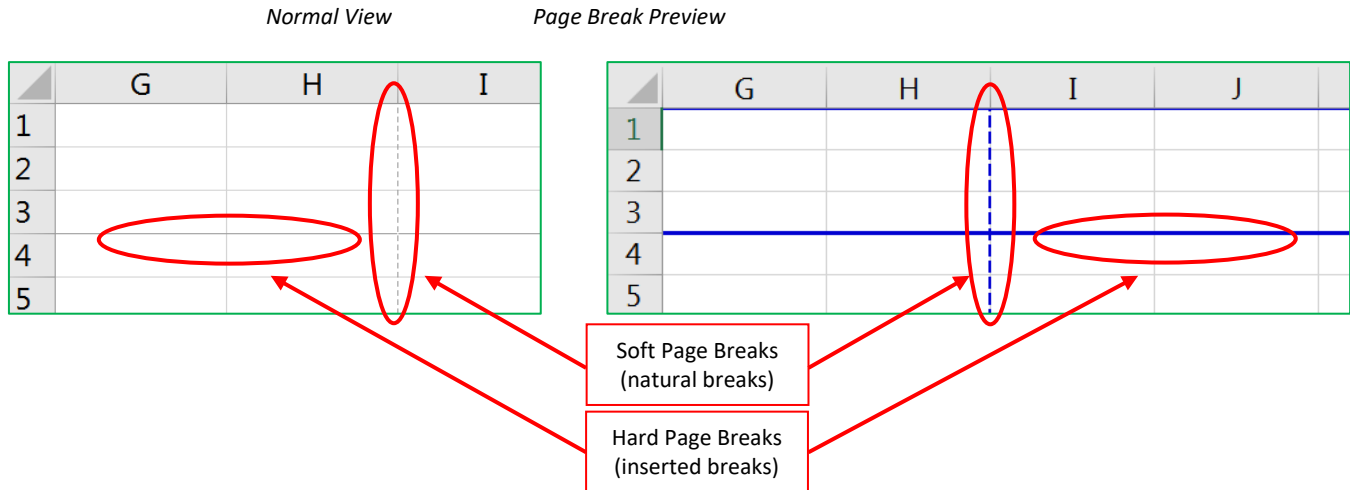 Normal View Page Break Preview
G H I
1
2
3
4
5
G H I J
1
2
3
4
5
Soft Page Breaks
(natural breaks)
Hard Page Breaks
(inserted breaks)